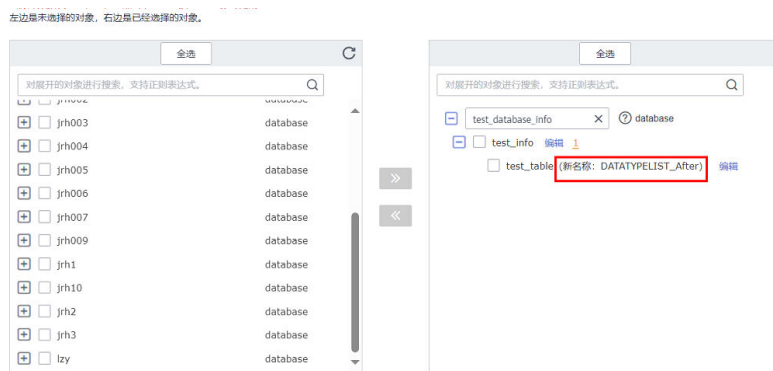 左边是未选择的对象，右边是已经选择的对象。
全选
对展开的对象进行搜索，支持正则表达式。
jrh002 database
jrh003 database
jrh004 database
jrh005 database
jrh006 database
jrh007 database
jrh009 database
jrh1 database
jrh10 database
jrh2 database
jrh3 database
lzy database
全选
对展开的对象进行搜索，支持正则表达式。
test_database_info database
test_info 编辑 1
test_table (新名称：DATATYPELIST_After) 编辑